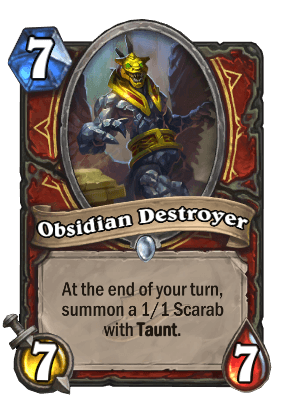 7
Obsidian Destroyer
At the end of your turn,
summon a 1/1 Scarab
with Taunt.
7 7